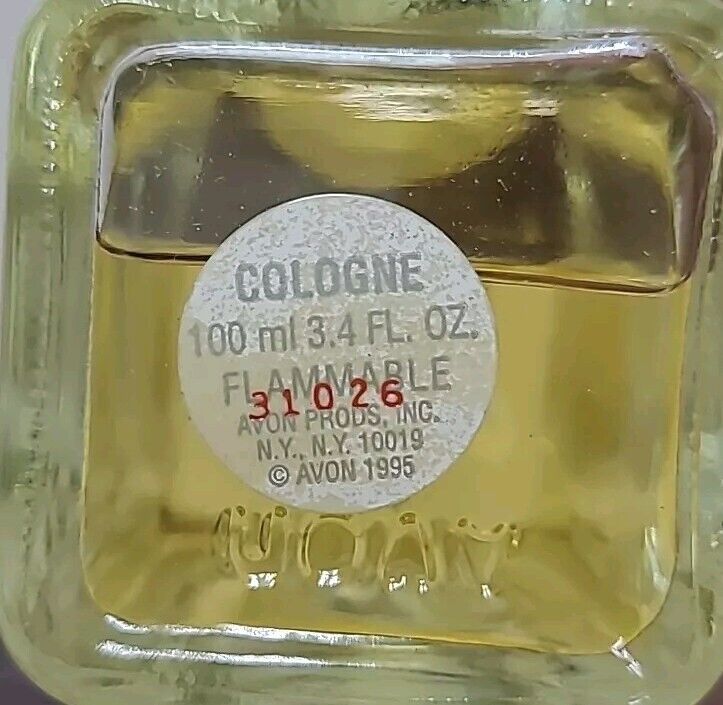 COLOGNE
100 ml 3.4 FL. OZ.
FLAMMABLE
31026
AVON PRODS, INC.
N.Y., N.Y. 10019
© AVON 1995